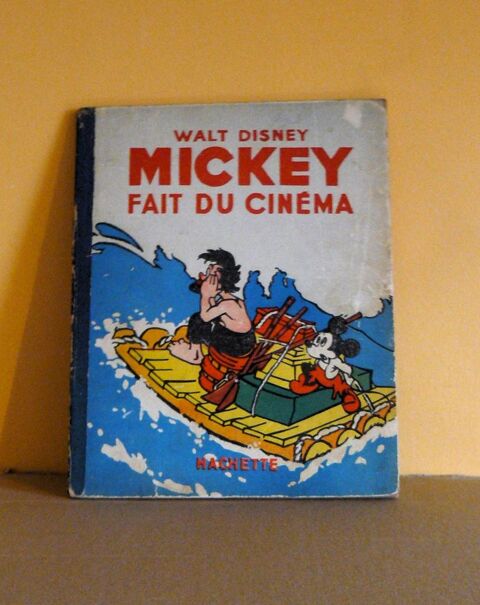 WALT DISNEY
MICKEY
FAIT DU CINÉMA
HACHETTE